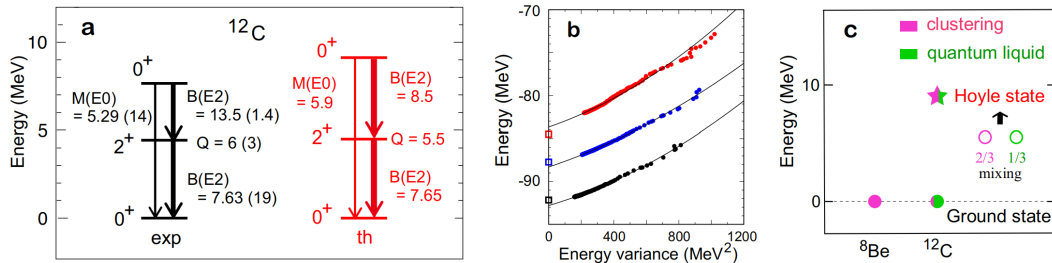 a
¹²C
Energy (MeV)
10
5
0
0⁺
2⁺
0⁺
M(E0)
= 5.29 (14)
B(E2)
= 13.5 (1.4)
Q = 6 (3)
B(E2)
= 7.63 (19)
exp
0⁺
2⁺
0⁺
M(E0)
= 5.9
B(E2)
= 8.5
Q = 5.5
B(E2)
= 7.65
th
b
Energy (MeV)
-70
-80
-90
0
400
800
1200
Energy variance (MeV²)
c
Energy (MeV)
10
0
clustering
quantum liquid
Hoyle state
2/3
1/3
mixing
Ground state
⁸Be
¹²C